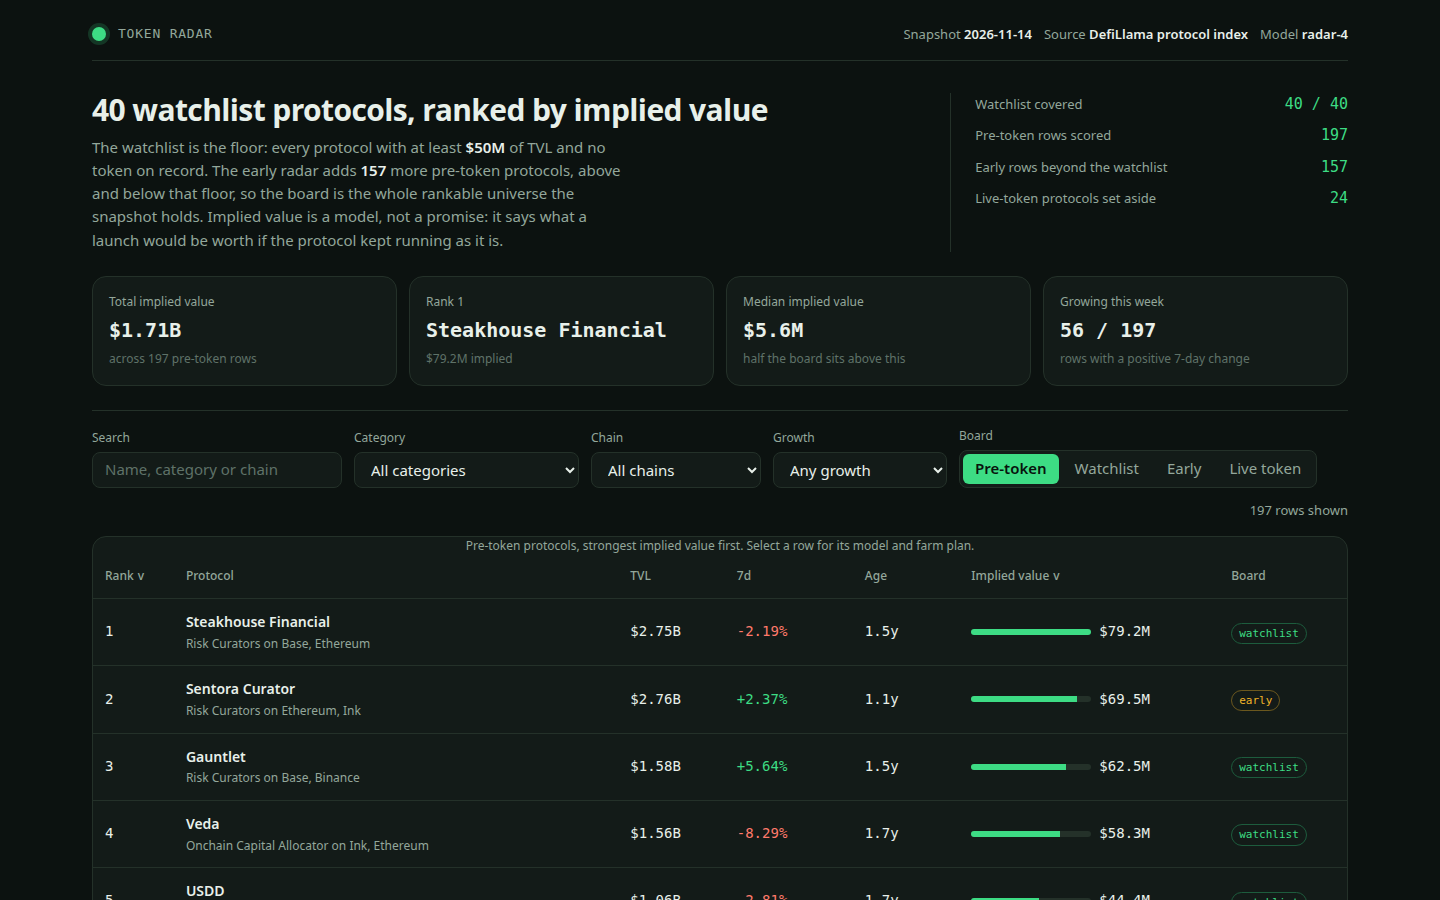 TOKEN RADAR
Snapshot 2026-11-14 Source DefiLlama protocol index Model radar-4
40 watchlist protocols, ranked by implied value
The watchlist is the floor: every protocol with at least $50M of TVL and no
token on record. The early radar adds 157 more pre-token protocols, above
and below that floor, so the board is the whole rankable universe the
snapshot holds. Implied value is a model, not a promise: it says what a
launch would be worth if the protocol kept running as it is.
Watchlist covered 40 / 40
Pre-token rows scored 197
Early rows beyond the watchlist 157
Live-token protocols set aside 24
Total implied value
$1.71B
across 197 pre-token rows
Rank 1
Steakhouse Financial
$79.2M implied
Median implied value
$5.6M
half the board sits above this
Growing this week
56 / 197
rows with a positive 7-day change
Search
Name, category or chain
Category
All categories
Chain
All chains
Growth
Any growth
Board
Pre-token Watchlist Early Live token
197 rows shown
Pre-token protocols, strongest implied value first. Select a row for its model and farm plan.
Rank v Protocol TVL 7d Age Implied value v Board
1 Steakhouse Financial $2.75B -2.19% 1.5y $79.2M watchlist
Risk Curators on Base, Ethereum
2 Sentora Curator $2.76B +2.37% 1.1y $69.5M early
Risk Curators on Ethereum, Ink
3 Gauntlet $1.58B +5.64% 1.5y $62.5M watchlist
Risk Curators on Base, Binance
4 Veda $1.56B -8.29% 1.7y $58.3M watchlist
Onchain Capital Allocator on Ink, Ethereum
USDD